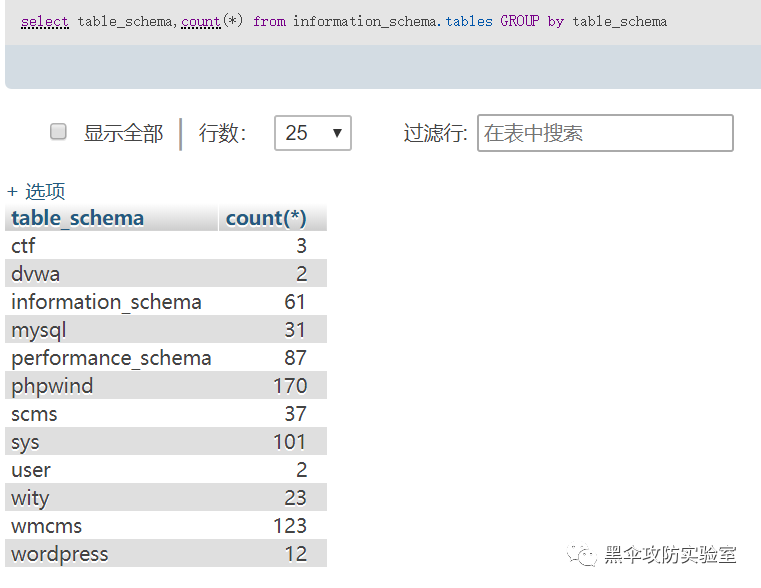 select table_schema,count(*) from information_schema.tables GROUP by table_schema
显示全部 行数： 25 过滤行: 在表中搜索
+ 选项
table_schema count(*)
ctf 3
dvwa 2
information_schema 61
mysql 31
performance_schema 87
phpwind 170
scms 37
sys 101
user 2
wity 23
wmcms 123
wordpress 12
黑伞攻防实验室